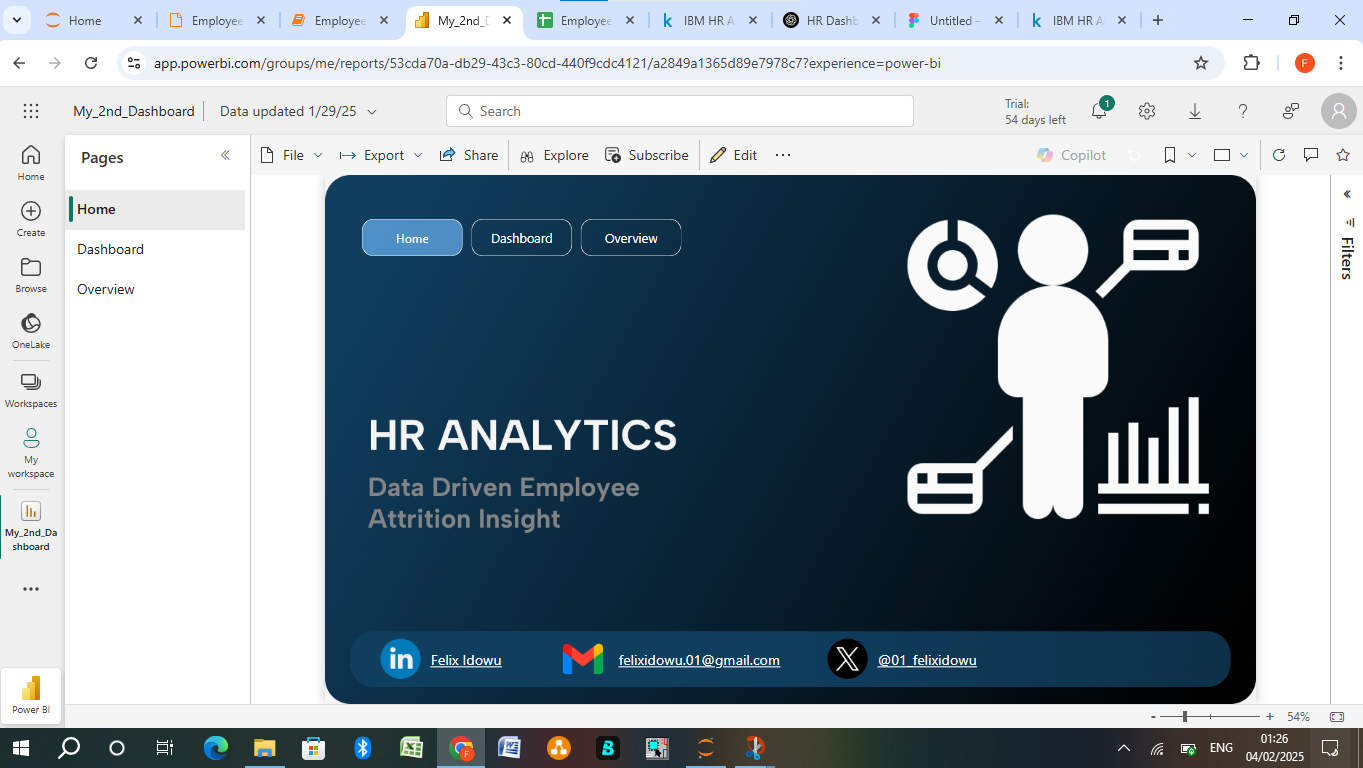 Home
Employee
Employee
My_2nd_D
Employee
IBM HR A
HR Dashb
Untitled -
IBM HR A
app.powerbi.com/groups/me/reports/53cda70a-db29-43c3-80cd-440f9cdc4121/a2849a1365d89e7978c7?experience=power-bi
F
My_2nd_Dashboard
Data updated 1/29/25
Search
Trial:
54 days left
1
Home
Create
Browse
OneLake
Workspaces
My
workspace
My_2nd_Da
shboard
Power BI
Pages
Home
Dashboard
Overview
File
Export
Share
Explore
Subscribe
Edit
Copilot
Home
Dashboard
Overview
HR ANALYTICS
Data Driven Employee
Attrition Insight
Felix Idowu
felixidowu.01@gmail.com
@01_felixidowu
Filters
- + 54%
ENG
01:26
04/02/2025